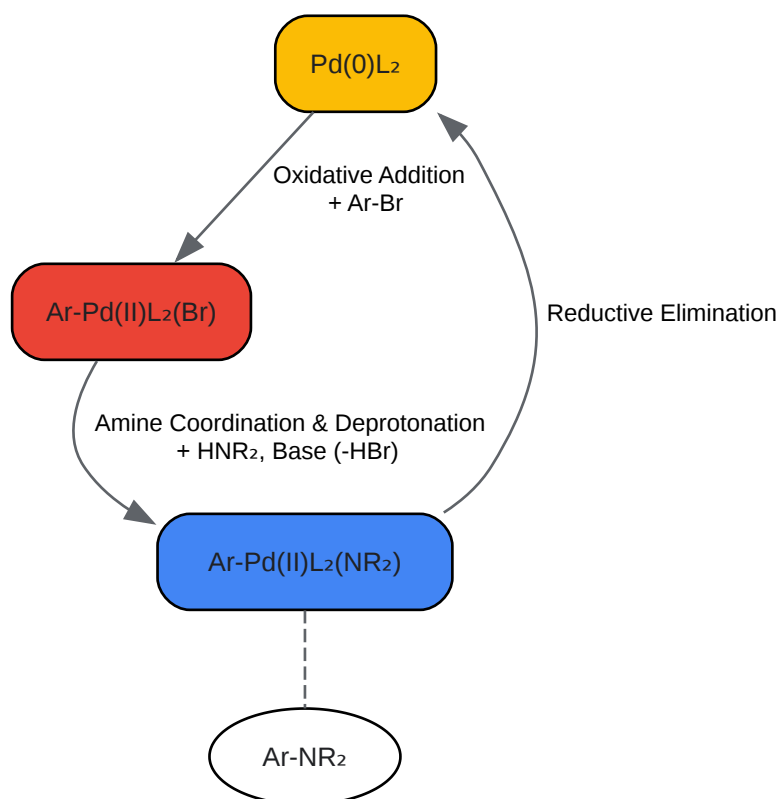 Pd(0)L₂
Oxidative Addition
+ Ar-Br
Ar-Pd(II)L₂(Br)
Reductive Elimination
Amine Coordination & Deprotonation
+ HNR₂, Base (-HBr)
Ar-Pd(II)L₂(NR₂)
Ar-NR₂